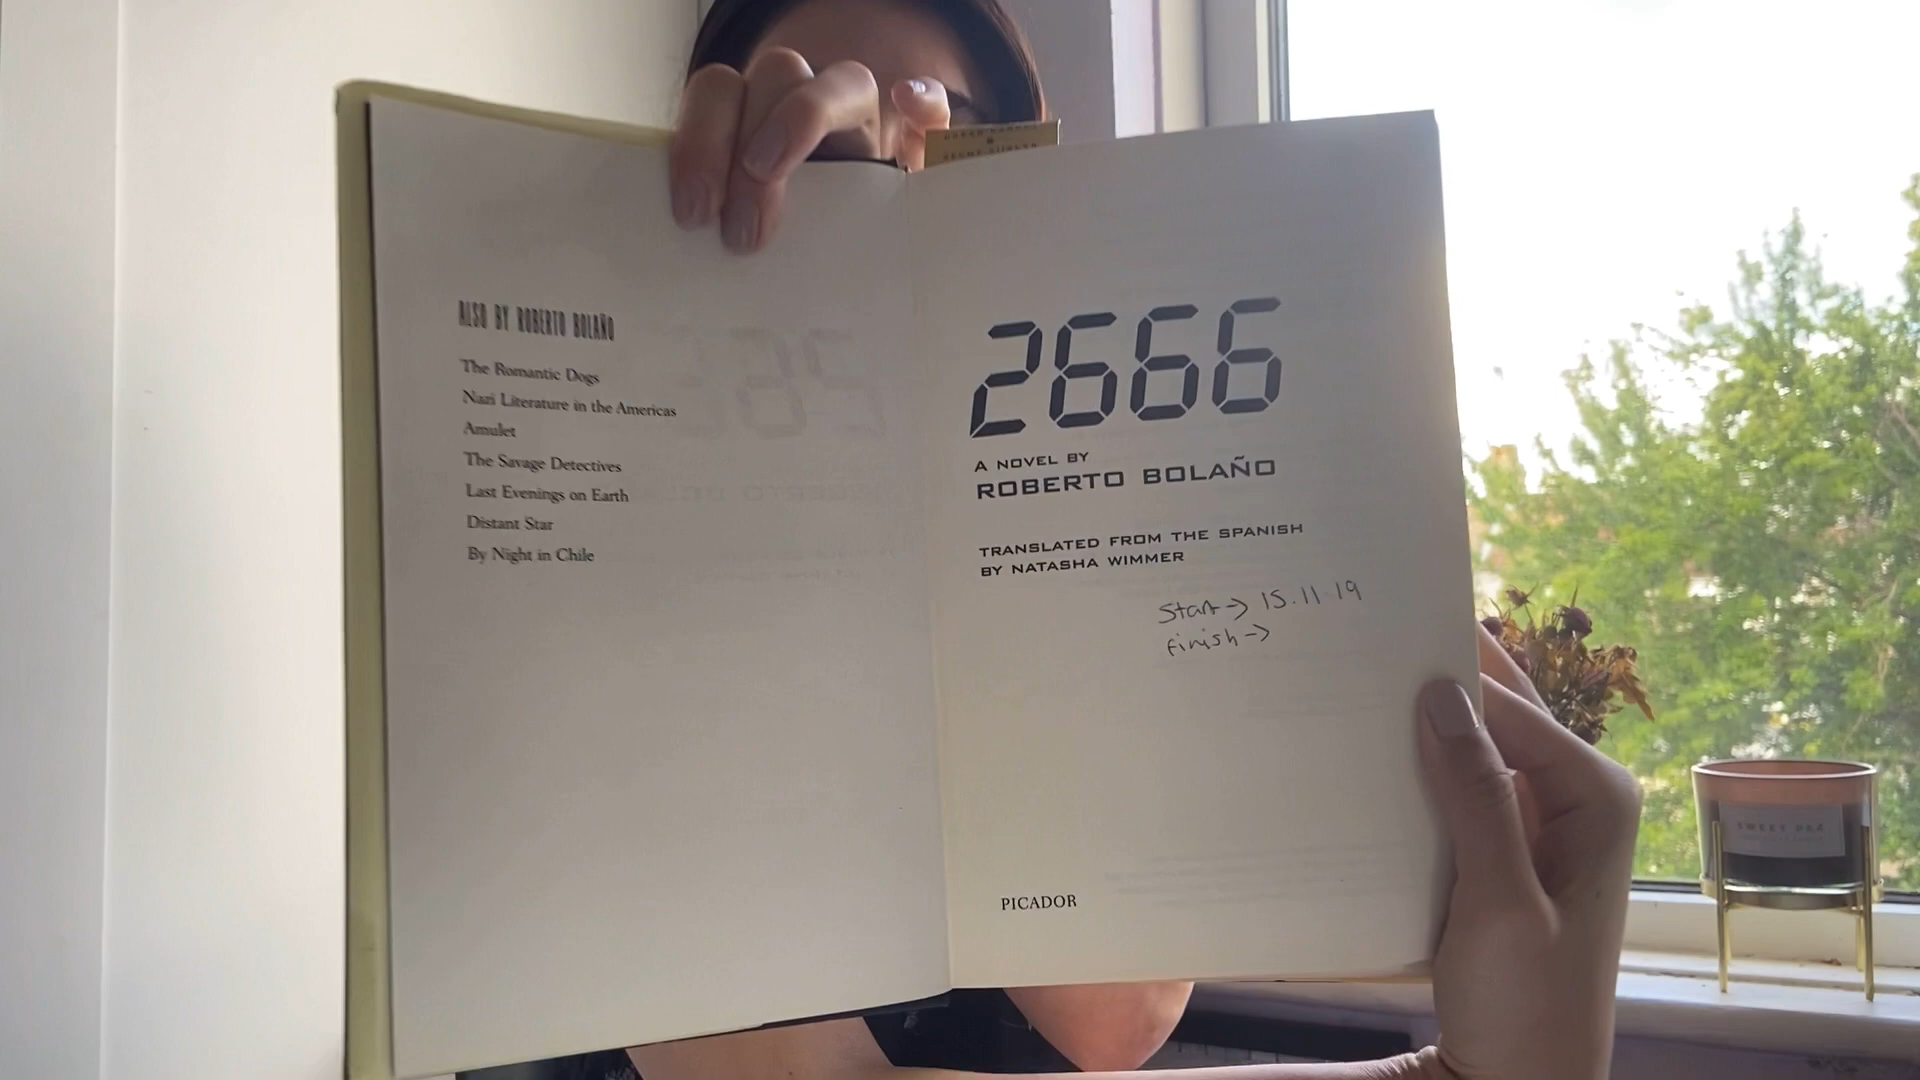 ALSO BY ROBERTO BOLAÑO
The Romantic Dogs
Nazi Literature in the Americas
Amulet
The Savage Detectives
Last Evenings on Earth
Distant Star
By Night in Chile
2666
A NOVEL BY
ROBERTO BOLAÑO
TRANSLATED FROM THE SPANISH
BY NATASHA WIMMER
Start -> 15.11.19
finish ->
PICADOR
SWEET PEA